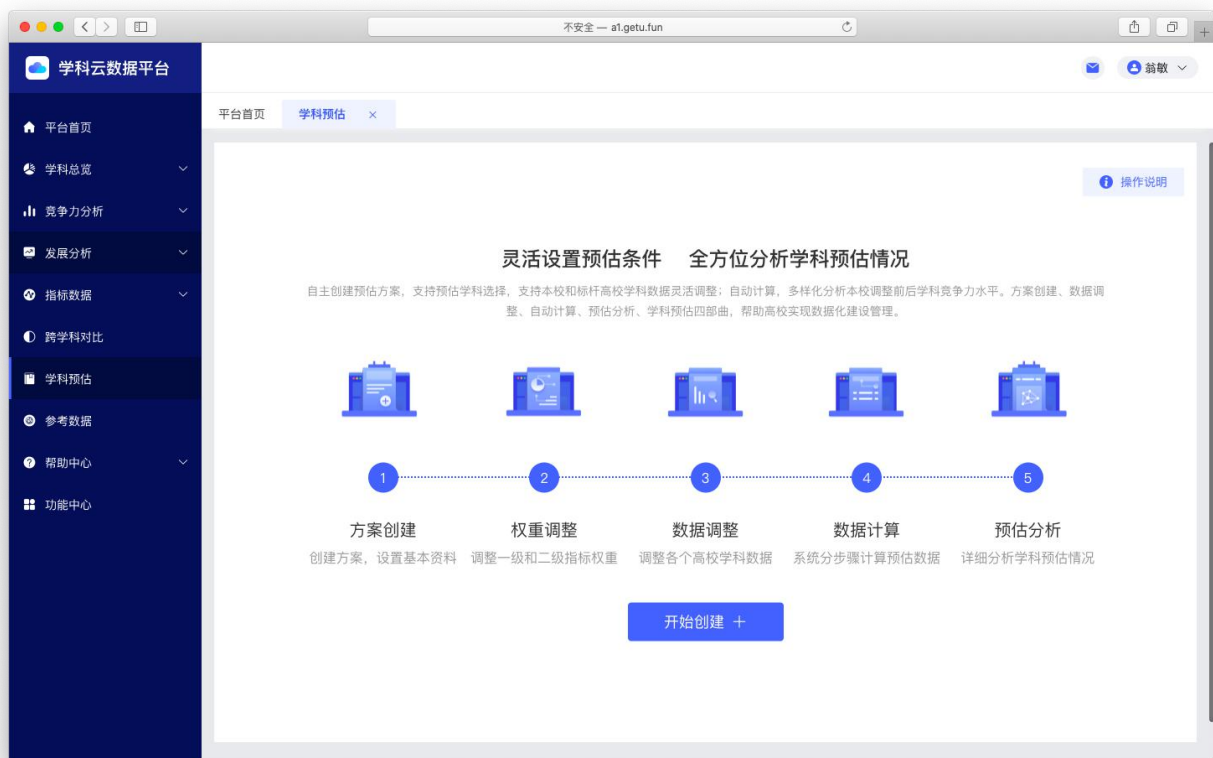 不安全 — a1.getu.fun
学科云数据平台
翁敏
平台首页
学科总览
竞争力分析
发展分析
指标数据
跨学科对比
学科预估
参考数据
帮助中心
功能中心
平台首页 学科预估 ×
操作说明
灵活设置预估条件 全方位分析学科预估情况
自主创建预估方案，支持预估学科选择，支持本校和标杆高校学科数据灵活调整；自动计算，多样化分析本校调整前后学科竞争力水平。方案创建、数据调
整、自动计算、预估分析、学科预估四部曲，帮助高校实现数据化建设管理。
1 2 3 4 5
方案创建 权重调整 数据调整 数据计算 预估分析
创建方案，设置基本资料 调整一级和二级指标权重 调整各个高校学科数据 系统分步骤计算预估数据 详细分析学科预估情况
开始创建 +